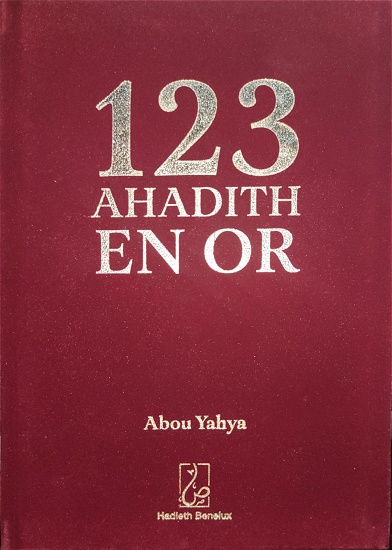 123
AHADITH
EN OR
Abou Yahya
Hadieth Benelux